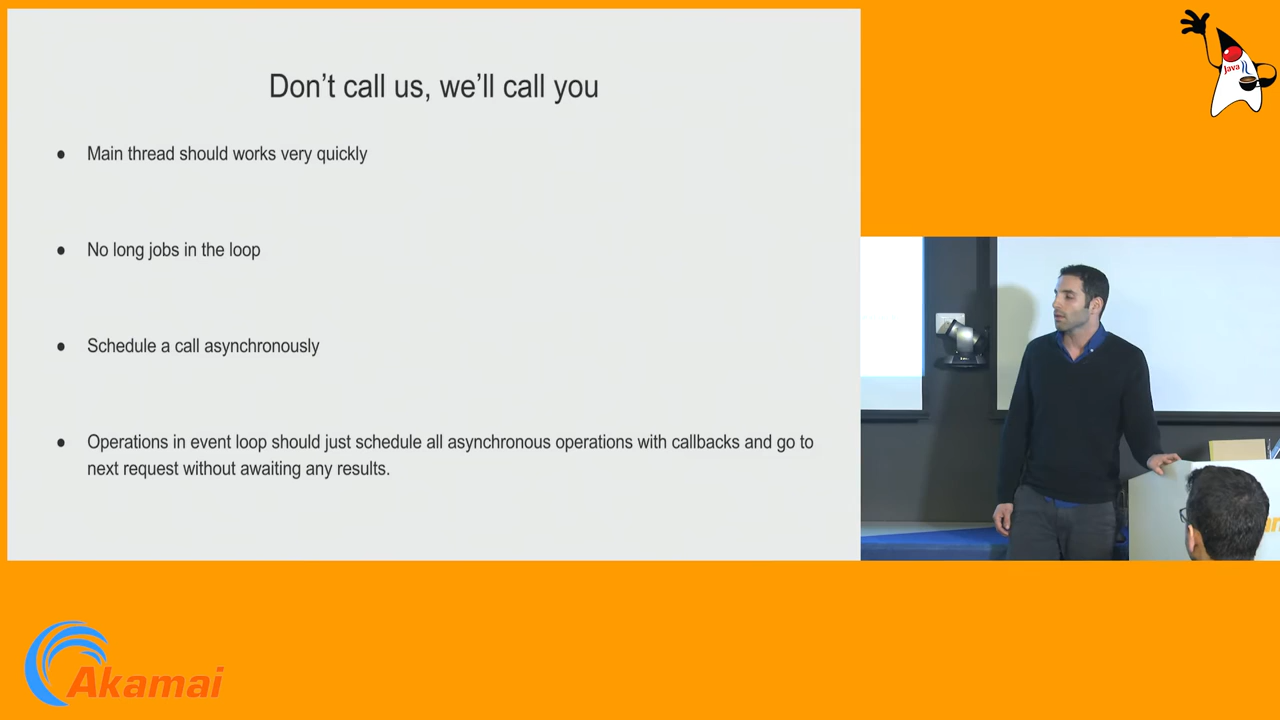 Don't call us, we'll call you
● Main thread should works very quickly
● No long jobs in the loop
● Schedule a call asynchronously
● Operations in event loop should just schedule all asynchronous operations with callbacks and go to
next request without awaiting any results.
Java
Akamai